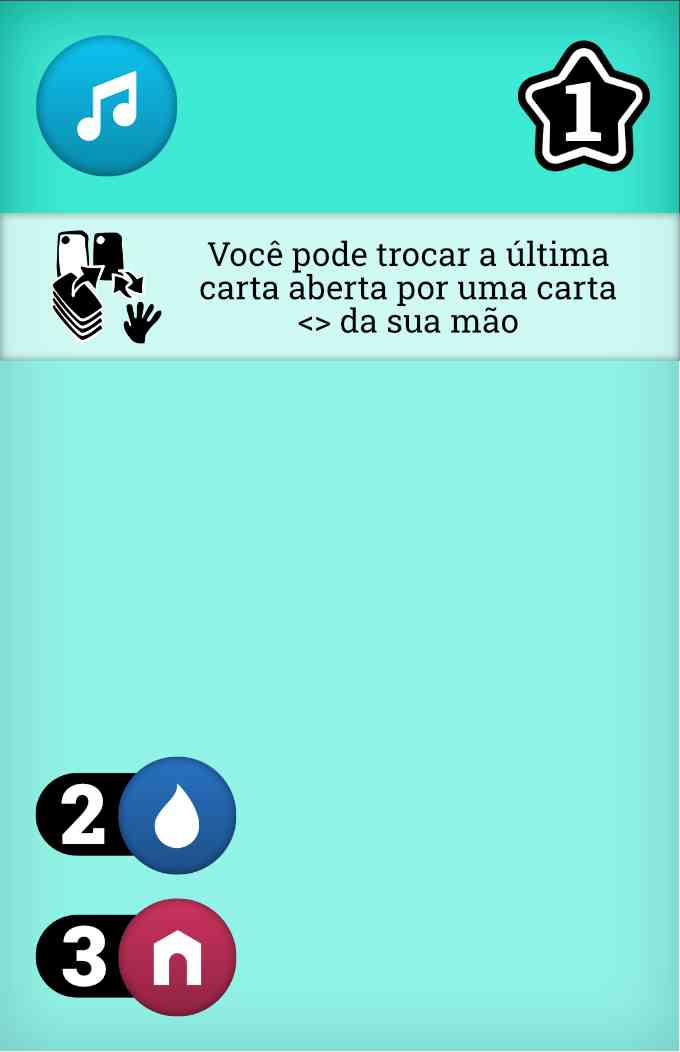 1
Você pode trocar a última
carta aberta por uma carta
<> da sua mão
2
3